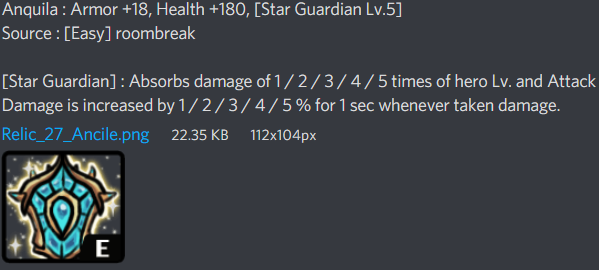 Anquila : Armor +18, Health +180, [Star Guardian Lv.5]
Source : [Easy] roombreak
[Star Guardian] : Absorbs damage of 1 / 2 / 3 / 4 / 5 times of hero Lv. and Attack
Damage is increased by 1 / 2 / 3 / 4 / 5 % for 1 sec whenever taken damage.
Relic_27_Ancile.png 22.35 KB 112x104px
E